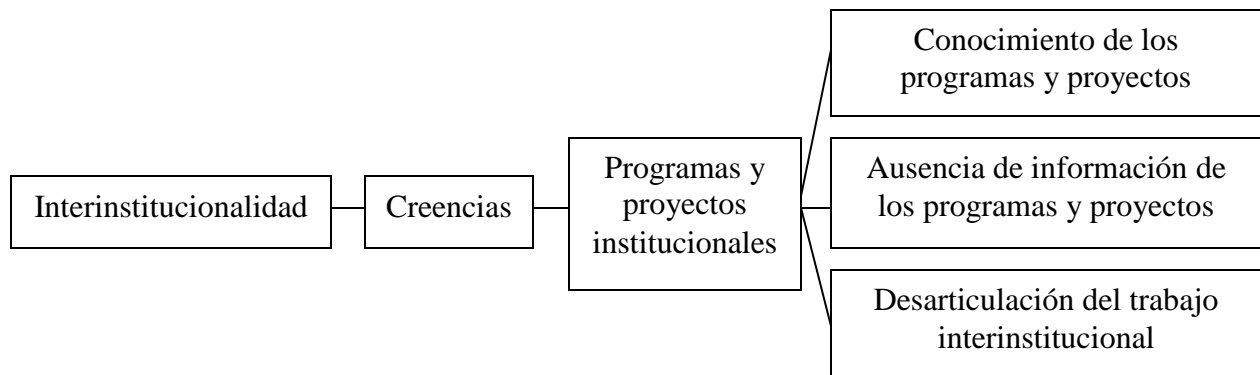 Interinstitucionalidad
Creencias
Programas y
proyectos
institucionales
Conocimiento de los
programas y proyectos
Ausencia de información de
los programas y proyectos
Desarticulación del trabajo
interinstitucional